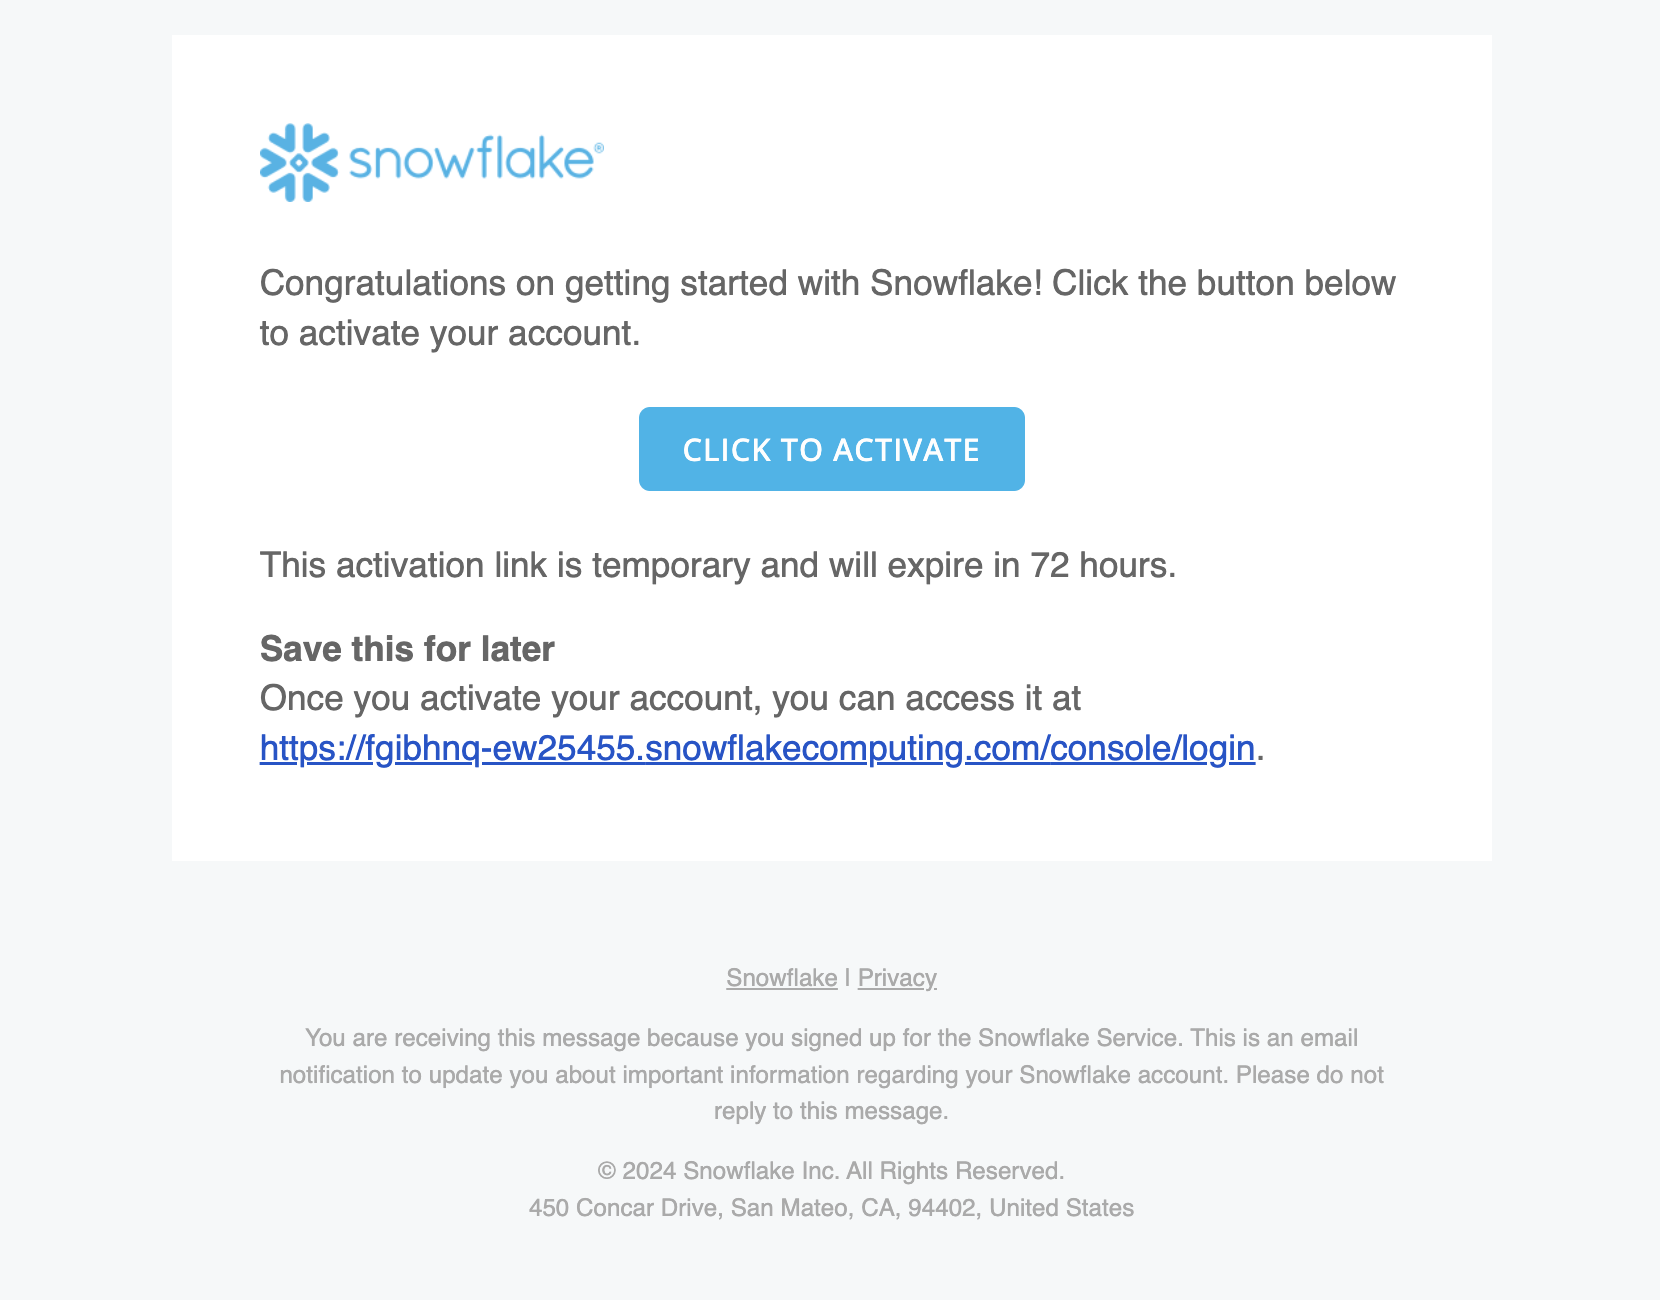 snowflake®
Congratulations on getting started with Snowflake! Click the button below
to activate your account.
CLICK TO ACTIVATE
This activation link is temporary and will expire in 72 hours.
Save this for later
Once you activate your account, you can access it at
https://fgibhnq-ew25455.snowflakecomputing.com/console/login.
Snowflake | Privacy
You are receiving this message because you signed up for the Snowflake Service. This is an email
notification to update you about important information regarding your Snowflake account. Please do not
reply to this message.
© 2024 Snowflake Inc. All Rights Reserved.
450 Concar Drive, San Mateo, CA, 94402, United States